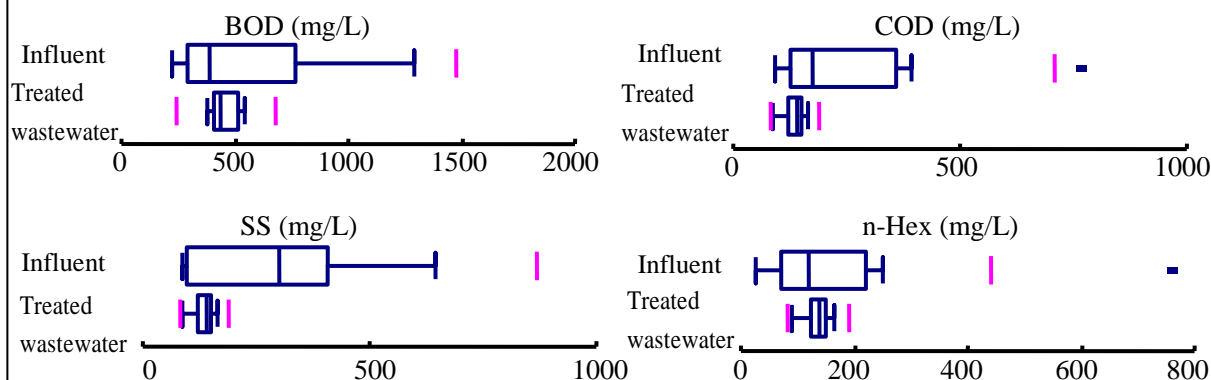 BOD (mg/L)
Influent
Treated
wastewater
0 500 1000 1500 2000
COD (mg/L)
Influent
Treated
wastewater
0 500 1000
SS (mg/L)
Influent
Treated
wastewater
0 500 1000
n-Hex (mg/L)
Influent
Treated
wastewater
0 200 400 600 800